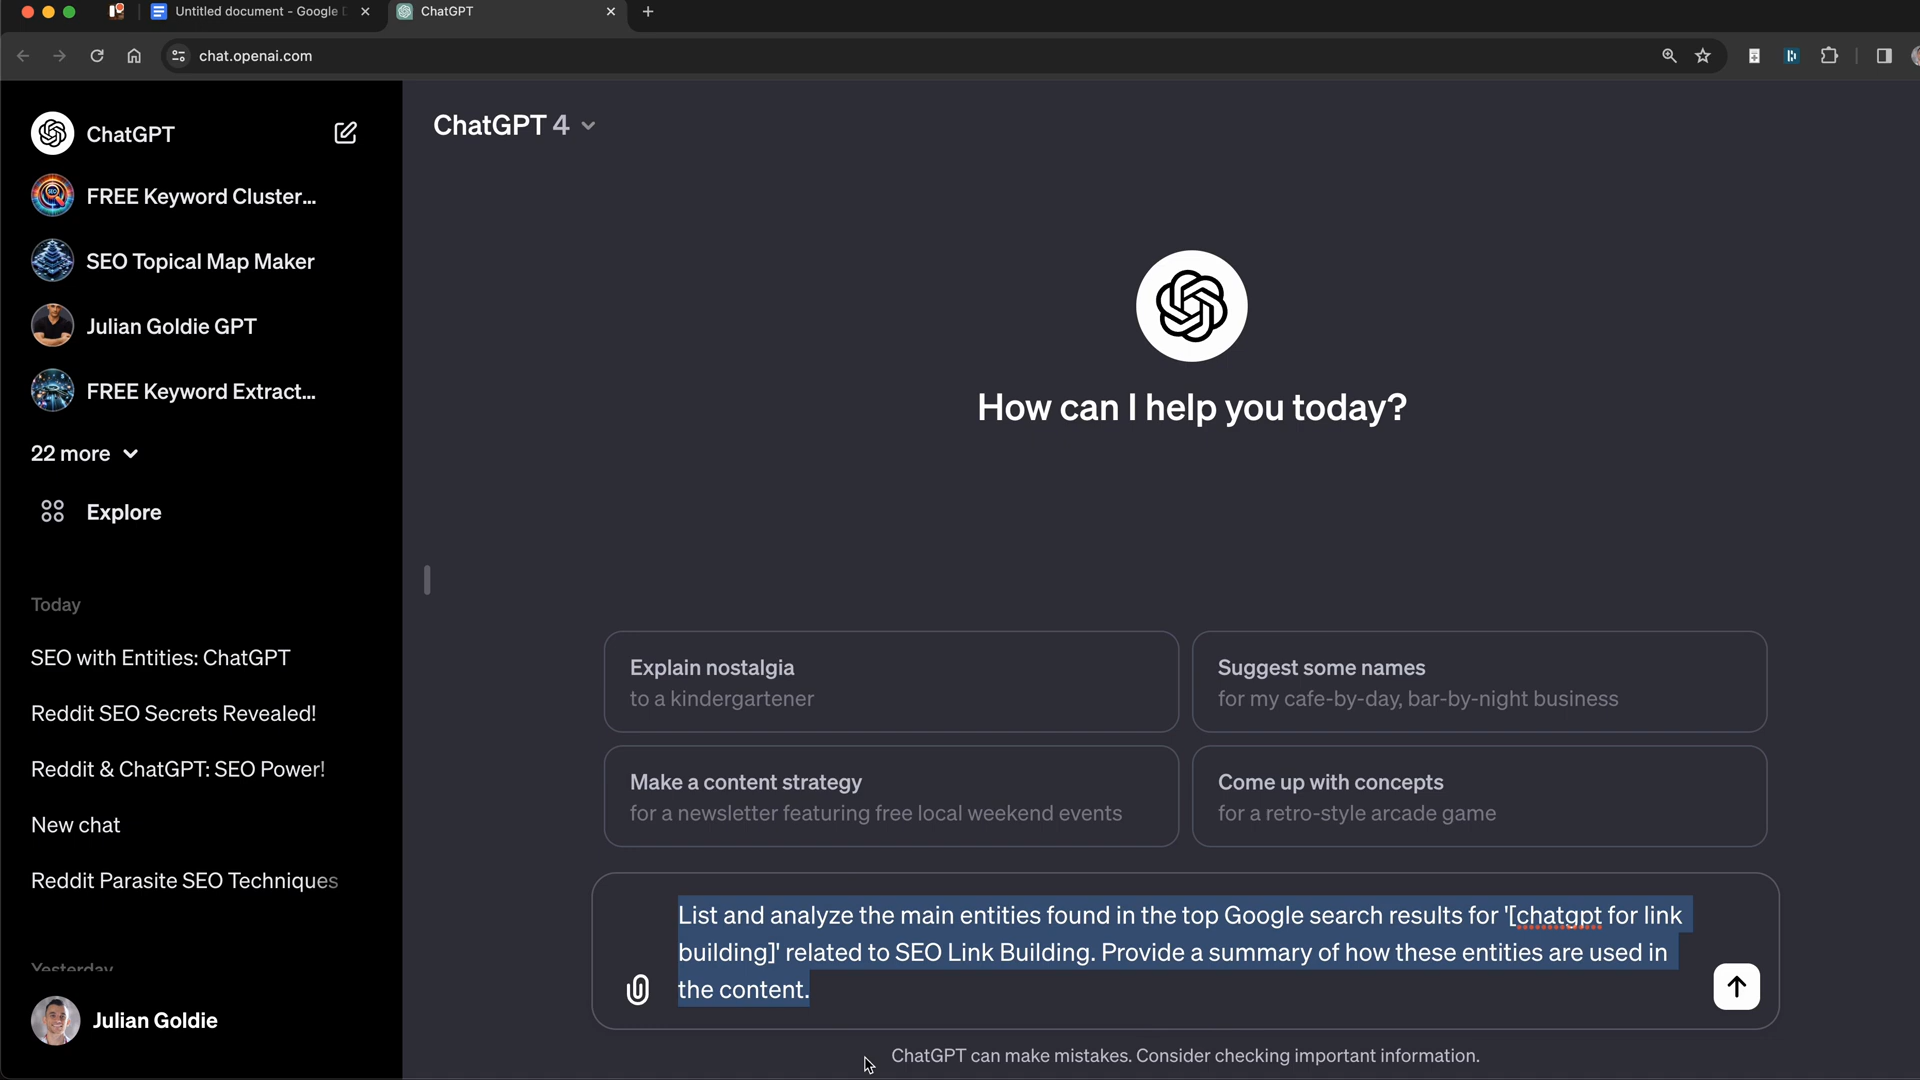 Untitled document - Google D
ChatGPT
chat.openai.com
ChatGPT
FREE Keyword Cluster...
SEO Topical Map Maker
Julian Goldie GPT
FREE Keyword Extract...
22 more
Explore
Today
SEO with Entities: ChatGPT
Reddit SEO Secrets Revealed!
Reddit & ChatGPT: SEO Power!
New chat
Reddit Parasite SEO Techniques
Yesterday
Julian Goldie
ChatGPT 4
How can I help you today?
Explain nostalgia
to a kindergartener
Suggest some names
for my cafe-by-day, bar-by-night business
Make a content strategy
for a newsletter featuring free local weekend events
Come up with concepts
for a retro-style arcade game
List and analyze the main entities found in the top Google search results for '[chatgpt for link
building]' related to SEO Link Building. Provide a summary of how these entities are used in
the content.
ChatGPT can make mistakes. Consider checking important information.